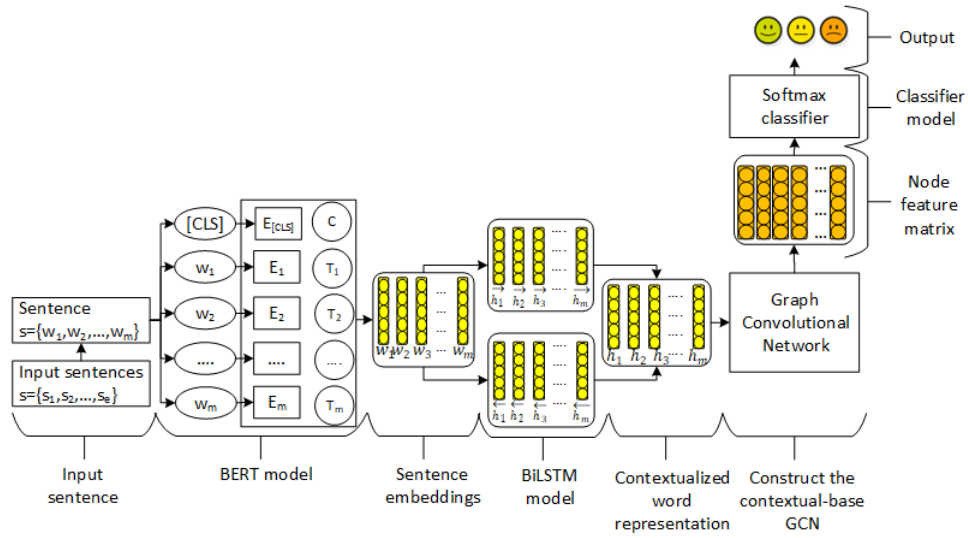 Output
Softmax
classifier
Classifier
model
Node
feature
matrix
...
...
...
[CLS]
E[CLS]
C
w1
E1
T1
w2
E2
T2
....
....
....
wm
Em
Tm
Sentence
s={w1,w2,...,wm}
Input sentences
s={s1,s2,...,se}
...
...
...
w1 w2 w3 ... wm
....
....
....
h1 h2 h3 .... hm
....
....
....
h1 h2 h3 .... hm
....
....
....
h1 h2 h3 .... hm
Graph
Convolutional
Network
Input
sentence
BERT model
Sentence
embeddings
BiLSTM
model
Contextualized
word
representation
Construct the
contextual-base
GCN